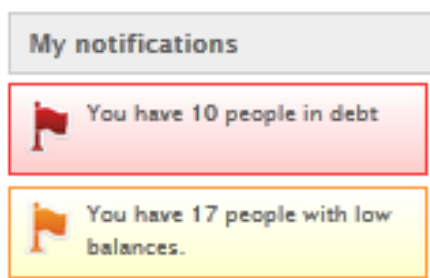 My notifications
You have 10 people in debt
You have 17 people with low
balances.